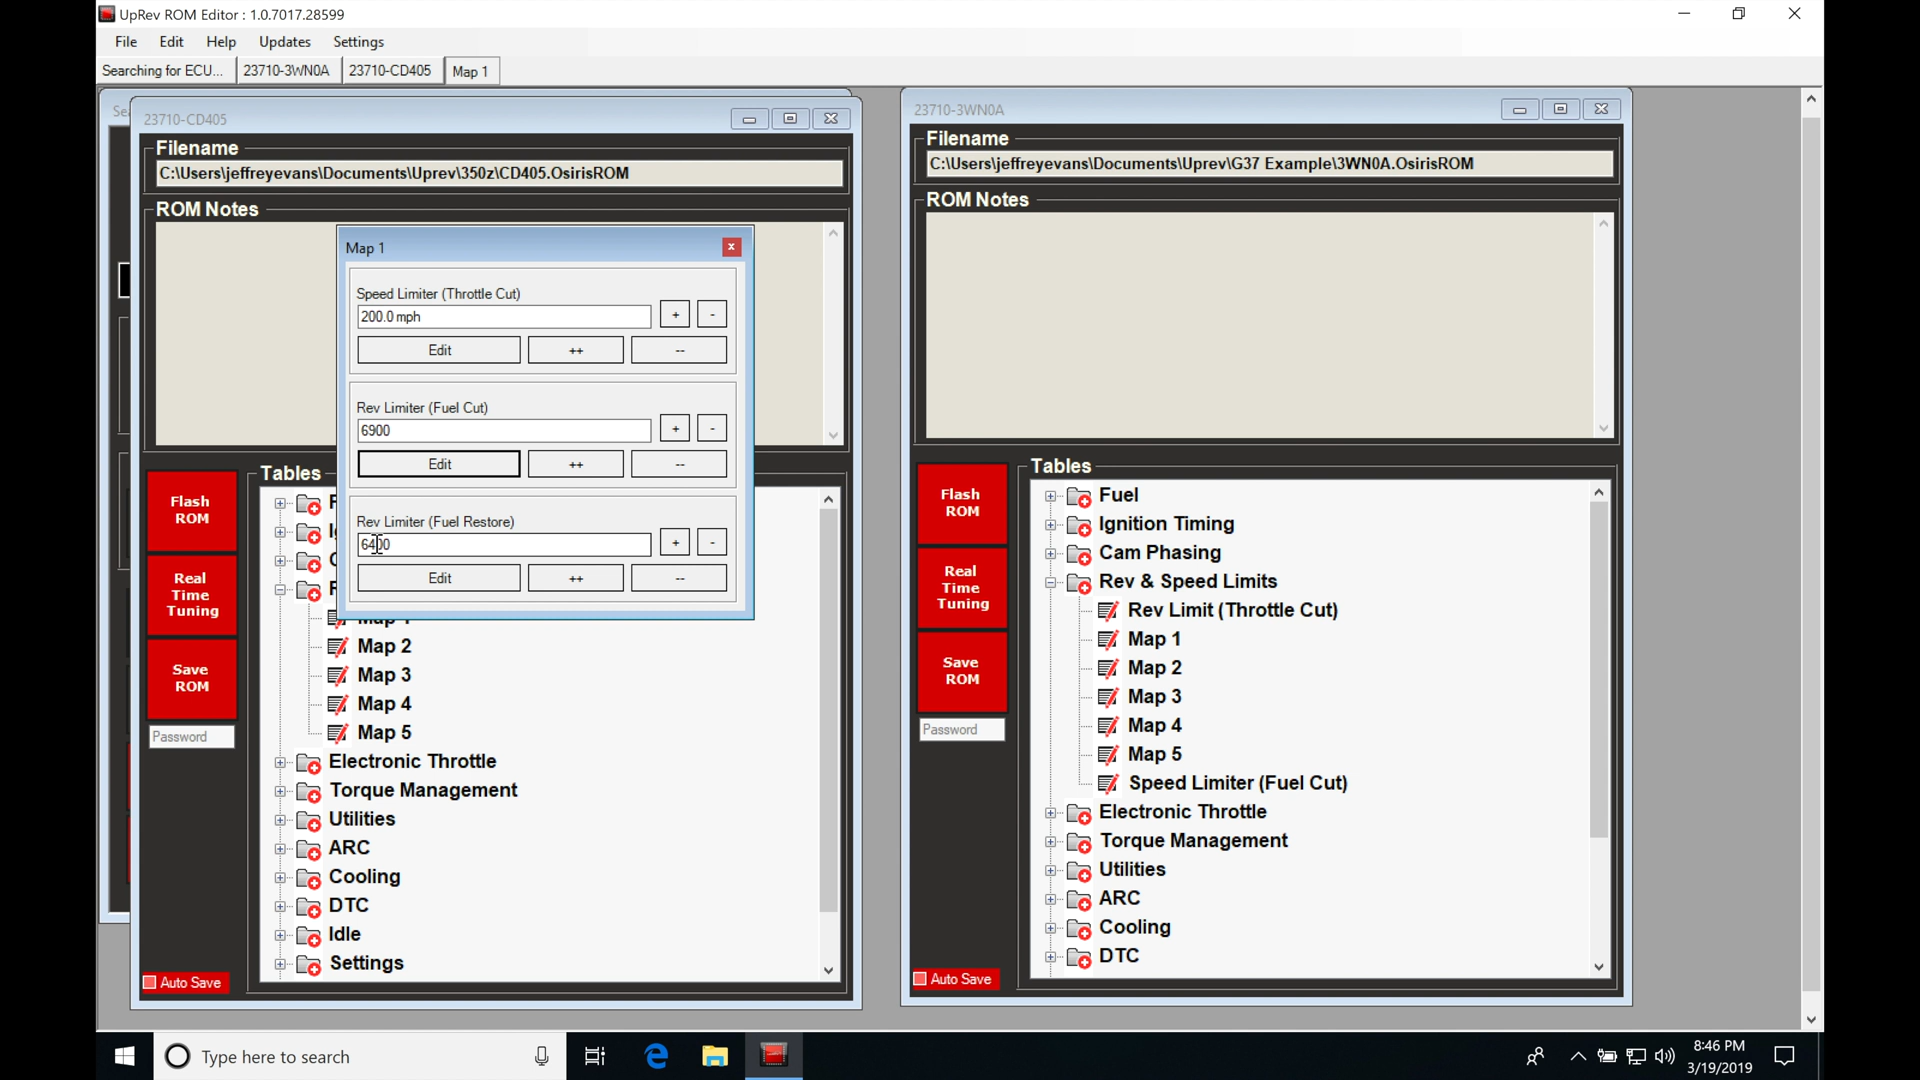 UpRev ROM Editor : 1.0.7017.28599
File Edit Help Updates Settings
Searching for ECU... 23710-3WN0A 23710-CD405 Map 1
23710-CD405
Filename
C:\Users\jeffreyevans\Documents\Uprev\350z\CD405.OsirisROM
ROM Notes
Map 1
x
Speed Limiter (Throttle Cut)
200.0 mph
+ -
Edit ++ --
Rev Limiter (Fuel Cut)
6900
+ -
Edit ++ --
Rev Limiter (Fuel Restore)
6400
+ -
Edit ++ --
Flash
ROM
Real
Time
Tuning
Save
ROM
Password
Auto Save
Tables
Map 2
Map 3
Map 4
Map 5
Electronic Throttle
Torque Management
Utilities
ARC
Cooling
DTC
Idle
Settings
23710-3WN0A
Filename
C:\Users\jeffreyevans\Documents\Uprev\G37 Example\3WN0A.OsirisROM
ROM Notes
Flash
ROM
Real
Time
Tuning
Save
ROM
Password
Auto Save
Tables
Fuel
Ignition Timing
Cam Phasing
Rev & Speed Limits
Rev Limit (Throttle Cut)
Map 1
Map 2
Map 3
Map 4
Map 5
Speed Limiter (Fuel Cut)
Electronic Throttle
Torque Management
Utilities
ARC
Cooling
DTC
Type here to search
8:46 PM
3/19/2019